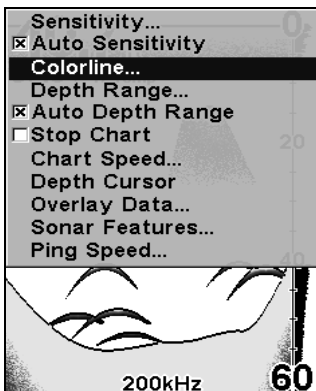 Sensitivity...
Auto Sensitivity
Colorline...
Depth Range...
Auto Depth Range
Stop Chart
Chart Speed...
Depth Cursor
Overlay Data...
Sonar Features...
Ping Speed...
0
20
40
200kHz
60